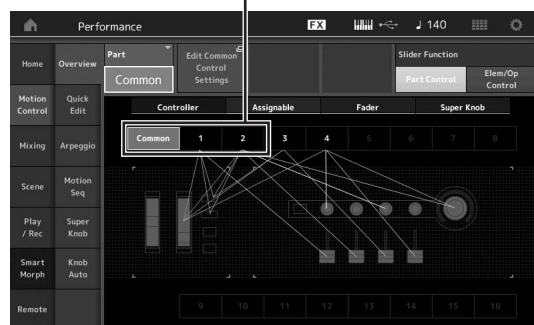 Performance FX 140
Home Overview Part Edit Common Control Settings Slider Function
Common Part Control Elem/Op Control
Motion Control Quick Edit Controller Assignable Fader Super Knob
Mixing Arpeggio Common 1 2 3 4 5 6 7 8
Scene Motion Seq
Play / Rec Super Knob
Smart Morph Knob Auto
Remote 9 10 11 12 13 14 15 16